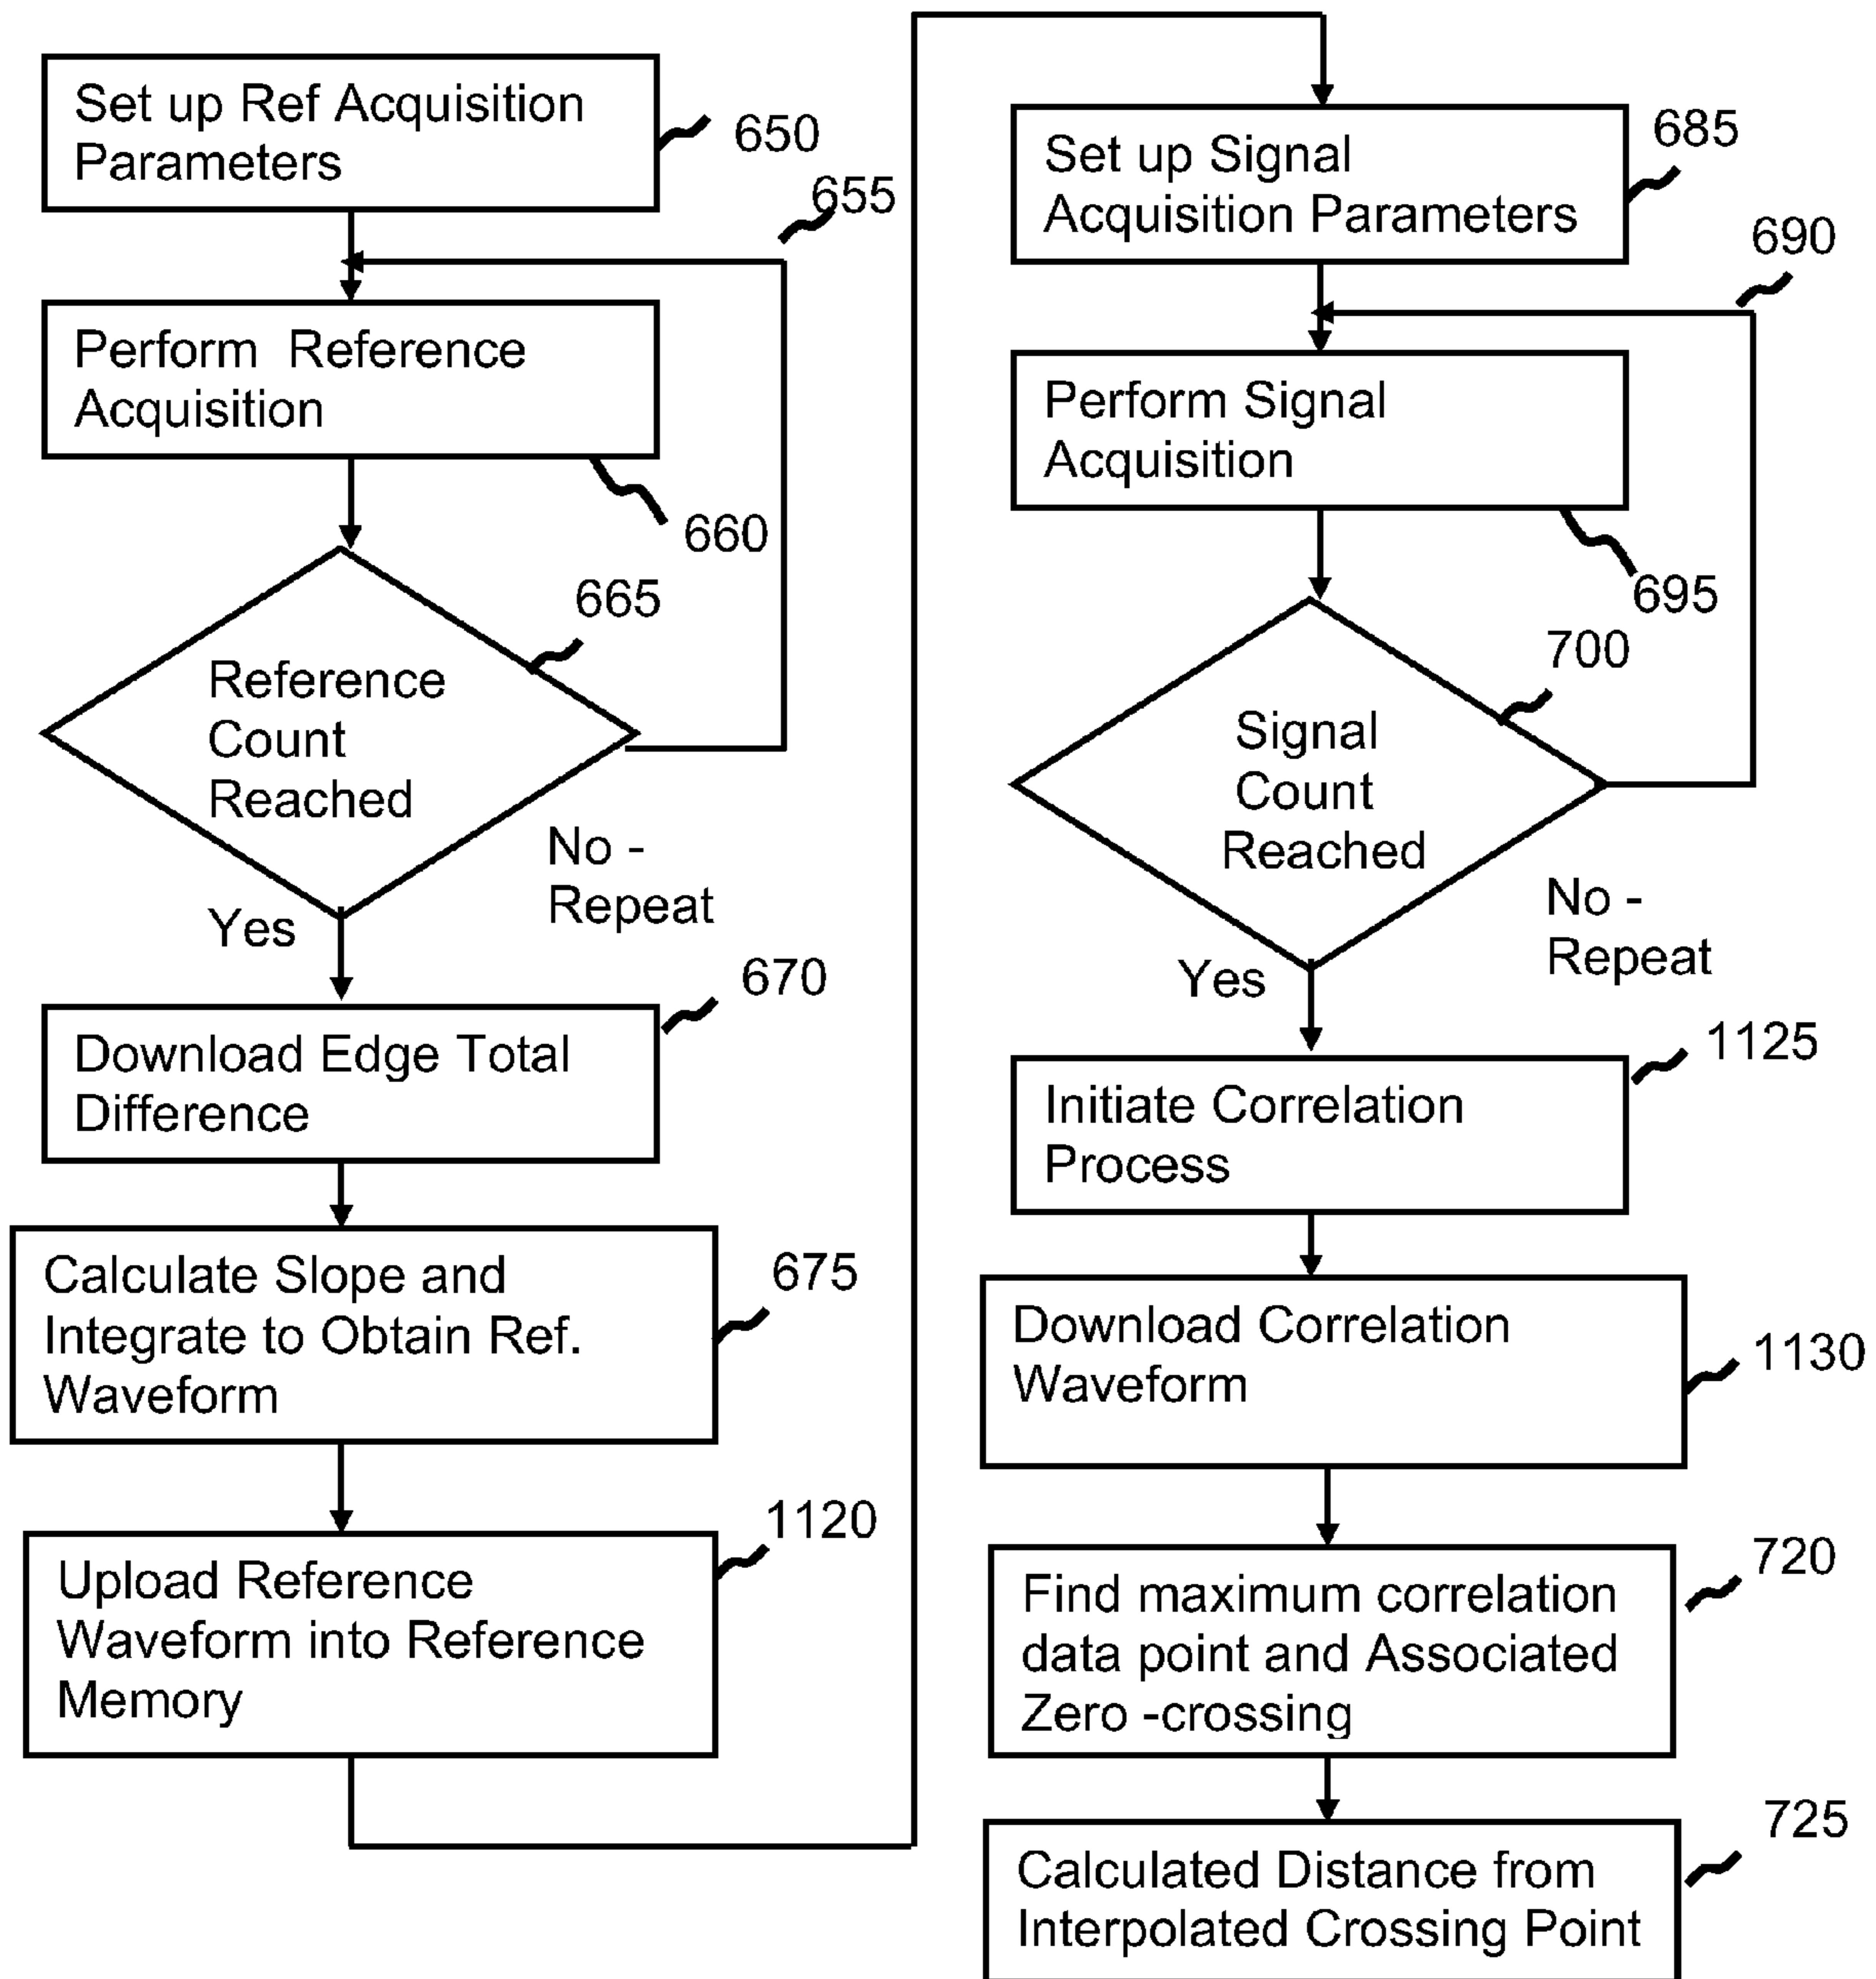 Set up Ref Acquisition
Parameters
650
655
Perform Reference
Acquisition
660
665
Reference
Count
Reached
No -
Repeat
Yes
670
Download Edge Total
Difference
Calculate Slope and
Integrate to Obtain Ref.
Waveform
675
1120
Upload Reference
Waveform into Reference
Memory
685
Set up Signal
Acquisition Parameters
690
Perform Signal
Acquisition
695
700
Signal
Count
Reached
No -
Repeat
Yes
1125
Initiate Correlation
Process
Download Correlation
Waveform
1130
720
Find maximum correlation
data point and Associated
Zero -crossing
725
Calculated Distance from
Interpolated Crossing Point